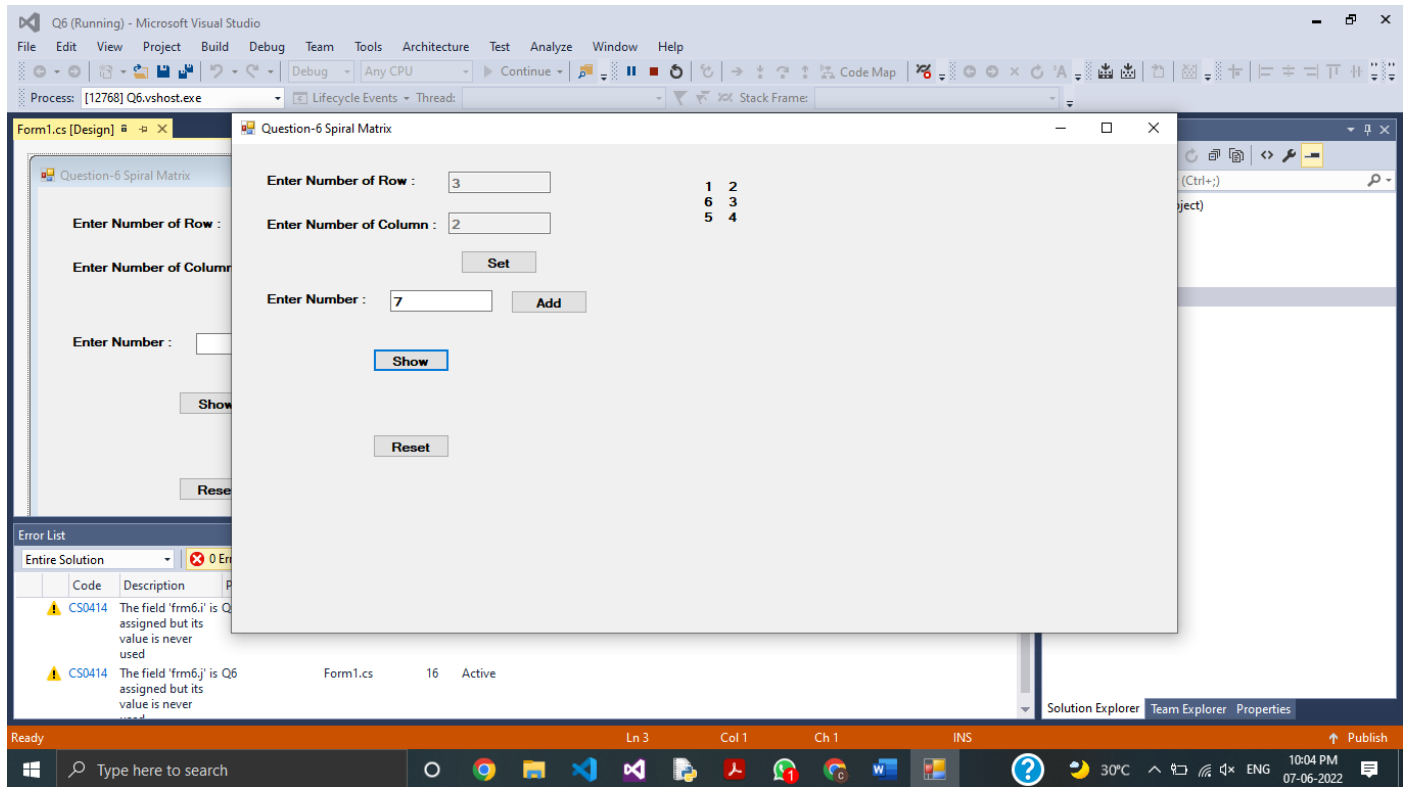 Q6 (Running) - Microsoft Visual Studio
File Edit View Project Build Debug Team Tools Architecture Test Analyze Window Help
Debug Any CPU Continue Code Map
Process: [12768] Q6.vshost.exe Lifecycle Events Thread: Stack Frame:
Form1.cs [Design]
Question-6 Spiral Matrix
Enter Number of Row :
Enter Number of Column
Enter Number :
Show
Rese
Question-6 Spiral Matrix
Enter Number of Row : 3
Enter Number of Column : 2
Set
Enter Number : 7 Add
Show
Reset
1 2
6 3
5 4
(Ctrl+;)
ject)
Error List
Entire Solution 0 Er
Code Description P
CS0414 The field 'frm6.i' is Q
assigned but its
value is never
used
CS0414 The field 'frm6.j' is Q6 Form1.cs 16 Active
assigned but its
value is never
Solution Explorer Team Explorer Properties
Ready Ln 3 Col 1 Ch 1 INS Publish
Type here to search 30°C ENG 10:04 PM
07-06-2022